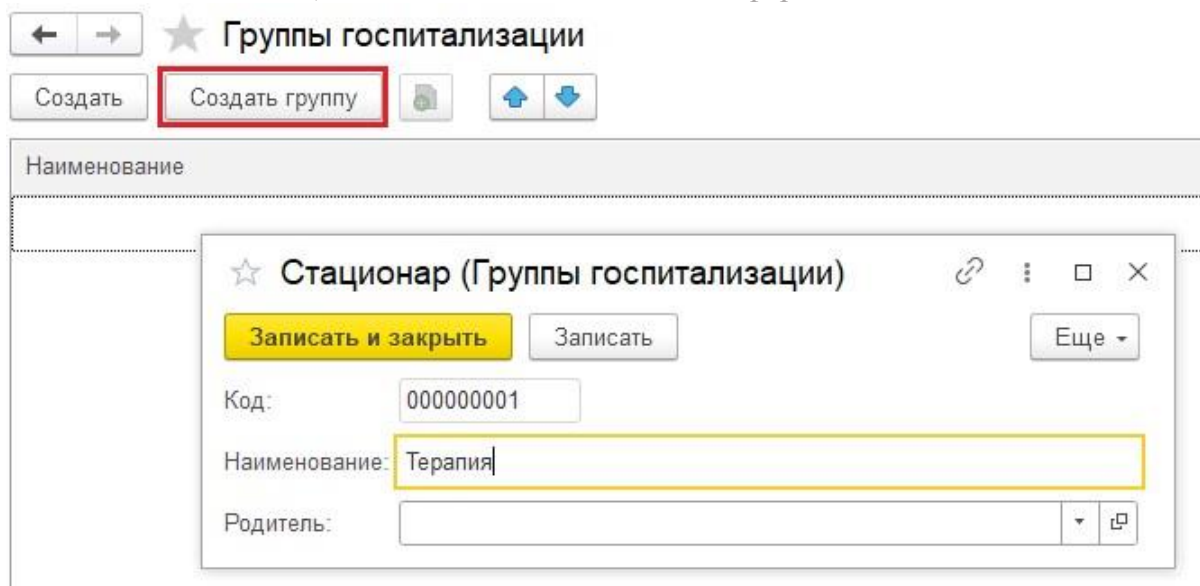 Группы госпитализации
Создать Создать группу
Наименование
Стационар (Группы госпитализации)
Записать и закрыть Записать Еще
Код: 000000001
Наименование: Терапия
Родитель: